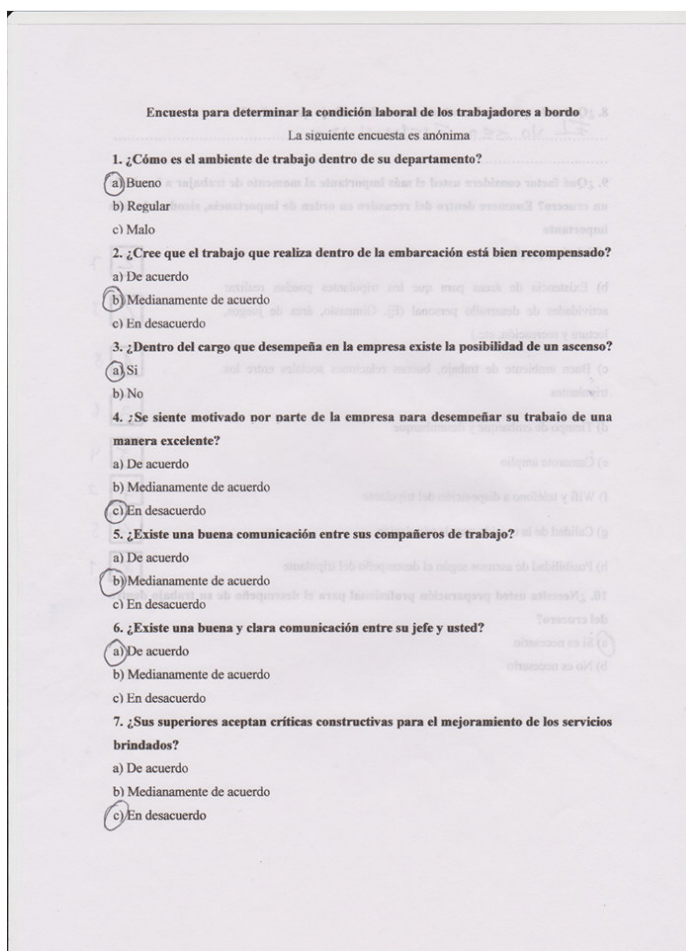 Encuesta para determinar la condición laboral de los trabajadores a bordo
La siguiente encuesta es anónima
1. ¿Cómo es el ambiente de trabajo dentro de su departamento?
a) Bueno
b) Regular
c) Malo
2. ¿Cree que el trabajo que realiza dentro de la embarcación está bien recompensado?
a) De acuerdo
b) Medianamente de acuerdo
c) En desacuerdo
3. ¿Dentro del cargo que desempeña en la empresa existe la posibilidad de un ascenso?
a) Si
b) No
4. ¿Se siente motivado por parte de la empresa para desempeñar su trabajo de una
manera excelente?
a) De acuerdo
b) Medianamente de acuerdo
c) En desacuerdo
5. ¿Existe una buena comunicación entre sus compañeros de trabajo?
a) De acuerdo
b) Medianamente de acuerdo
c) En desacuerdo
6. ¿Existe una buena y clara comunicación entre su jefe y usted?
a) De acuerdo
b) Medianamente de acuerdo
c) En desacuerdo
7. ¿Sus superiores aceptan críticas constructivas para el mejoramiento de los servicios
brindados?
a) De acuerdo
b) Medianamente de acuerdo
c) En desacuerdo